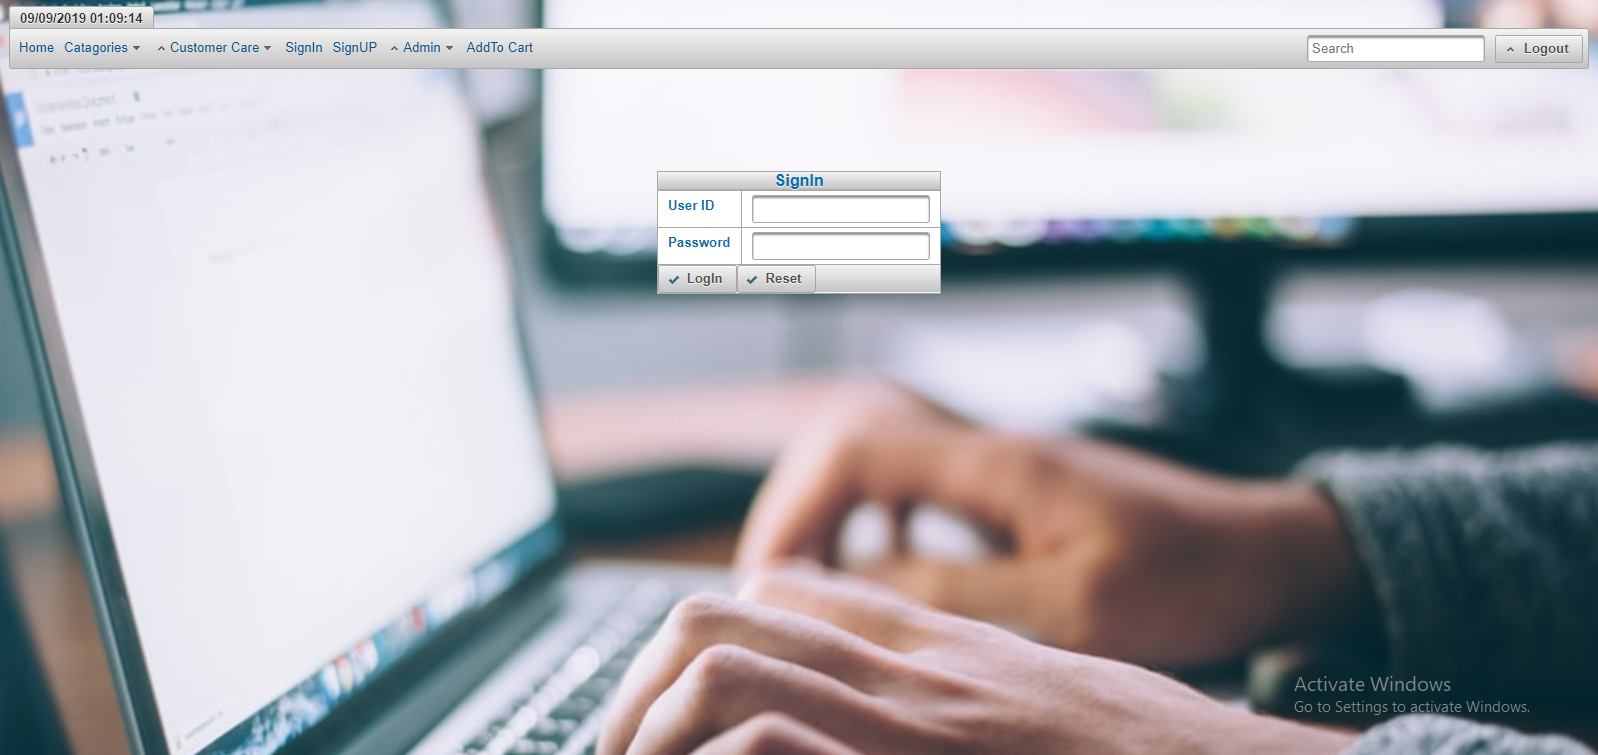 09/09/2019 01:09:14
Home Catagories Customer Care SignIn SignUP Admin AddTo Cart Search Logout
SignIn
User ID
Password
LogIn Reset
Activate Windows
Go to Settings to activate Windows.